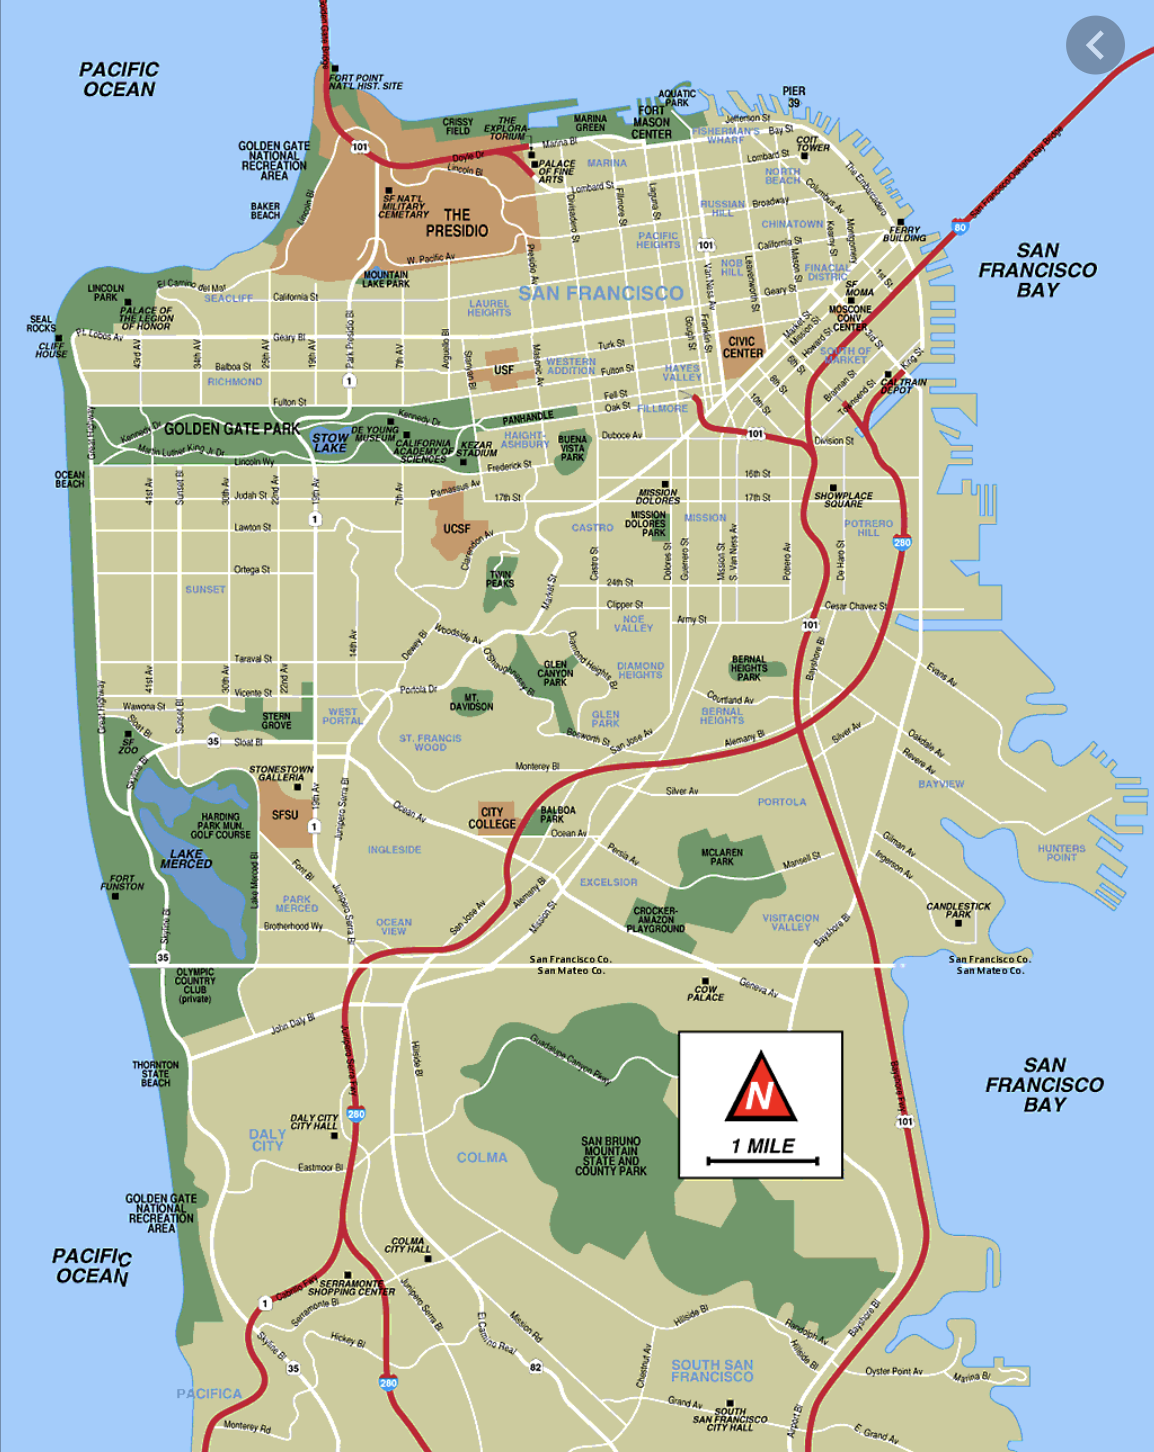 Golden Gate Bridge
PACIFIC
OCEAN
FORT POINT
NAT'L HIST. SITE
AQUATIC
PARK
PIER
39
CRISSY
FIELD
THE
EXPLORA-
TORIUM
MARINA
GREEN
FORT
MASON
CENTER
Jefferson St
FISHERMAN'S
WHARF
Bay St
COIT
TOWER
GOLDEN GATE
NATIONAL
RECREATION
AREA
101
Doyle Dr
Lincoln Bl
Marina Bl
PALACE
OF FINE
ARTS
MARINA
Lombard St
NORTH
BEACH
The Embarcadero
San Francisco/Oakland Bay Bridge
Lincoln Bl
BAKER
BEACH
SF NAT'L
MILITARY
CEMETARY
THE
PRESIDIO
Lombard St
Divisadero St
Fillmore St
Laguna St
RUSSIAN
HILL
Broadway
Columbus Av
CHINATOWN
FERRY
BUILDING
80
SAN
FRANCISCO
BAY
W. Pacific Av
Presidio Av
PACIFIC
HEIGHTS
101
California St
Kearny St
Montgomery
NOB
HILL
Leavenworth St
Mason St
FINACIAL
DISTRICT
1st St
LINCOLN
PARK
El Camino del Mar
SEACLIFF
California St
MOUNTAIN
LAKE PARK
LAUREL
HEIGHTS
SAN FRANCISCO
Van Ness Av
Geary St
SF
MOMA
PALACE OF
THE LEGION
OF HONOR
SEAL
ROCKS
CLIFF
HOUSE
Pt. Lobos Av
Geary Bl
Balboa St
43rd AV
34th AV
25th AV
19th AV
Park Presidio Bl
7th AV
Arguello Bl
Stanyan Bl
Masonic Av
Turk St
Gough St
Franklin St
CIVIC
CENTER
Market St
Mission St
Howard St
MOSCONE
CONV.
CENTER
3rd St
King St
SOUTH OF
MARKET
RICHMOND
1
USF
WESTERN
ADDITION
Fulton St
HAYES
VALLEY
6th St
8th St
10th St
Brannan St
Townsend St
CALTRAIN
DEPOT
Fulton St
Fell St
Oak St
FILLMORE
Great Highway
Kennedy Dr
GOLDEN GATE PARK
STOW
LAKE
DE YOUNG
MUSEUM
Kennedy Dr
PANHANDLE
Martin Luther King Jr Dr
CALIFORNIA
ACADEMY OF
SCIENCES
KEZAR
STADIUM
HAIGHT-
ASHBURY
BUENA
VISTA
PARK
Duboce Av
101
Division St
OCEAN
BEACH
Lincoln Wy
Frederick St
Judah St
Parnassus Av
17th St
16th St
17th St
MISSION
DOLORES
SHOWPLACE
SQUARE
41st AV
Sunset Bl
30th AV
22nd AV
19th AV
7th AV
1
Lawton St
UCSF
Clarendon Av
CASTRO
MISSION
DOLORES
PARK
MISSION
POTRERO
HILL
280
Ortega St
TWIN
PEAKS
Market St
Castro St
Dolores St
Guerrero St
Mission St
S. Van Ness Av
Potrero Av
De Haro St
SUNSET
24th St
Clipper St
Army St
Cesar Chavez St
NOE
VALLEY
101
14th AV
Dewey Bl
Woodside Av
O'Shaughnessy Bl
Diamond Heights Bl
Bayshore Bl
Taraval St
41st AV
30th AV
22nd AV
Portola Dr
GLEN
CANYON
PARK
DIAMOND
HEIGHTS
BERNAL
HEIGHTS
PARK
Evans Av
Great Highway
Sunset Bl
Vicente St
Wawona St
Sloat Bl
STERN
GROVE
WEST
PORTAL
MT.
DAVIDSON
Courtland Av
BERNAL
HEIGHTS
GLEN
PARK
Bosworth St
San Jose Av
Alemany Bl
Silver Av
SF
ZOO
35
Sloat Bl
ST. FRANCIS
WOOD
Oakdale Av
Revere Av
Skyline Bl
STONESTOWN
GALLERIA
Monterey Bl
Silver Av
PORTOLA
BAYVIEW
19th Av
Junipero Serra Bl
Ocean Av
HARDING
PARK MUN.
GOLF COURSE
SFSU
1
CITY
COLLEGE
BALBOA
PARK
Ocean Av
Persia Av
MCLAREN
PARK
Mansell St
Gilman Av
Ingerson Av
HUNTERS
POINT
LAKE
MERCED
INGLESIDE
EXCELSIOR
FORT
FUNSTON
Lake Merced Bl
Font Bl
PARK
MERCED
Junipero Serra Bl
OCEAN
VIEW
San Jose Av
Alemany Bl
Mission St
CROCKER-
AMAZON
PLAYGROUND
VISITACION
VALLEY
Bayshore Bl
CANDLESTICK
PARK
Skyline Bl
Brotherhood Wy
35
San Francisco Co.
San Mateo Co.
San Francisco Co.
San Mateo Co.
OLYMPIC
COUNTRY
CLUB
(private)
COW
PALACE
Geneva Av
John Daly Bl
Junipero Serra Fwy
Hillside Bl
Guadalupe Canyon Pkwy
THORNTON
STATE
BEACH
N
1 MILE
Bayshore Fwy
101
SAN
FRANCISCO
BAY
DALY CITY
CITY HALL
280
DALY
CITY
COLMA
SAN BRUNO
MOUNTAIN
STATE AND
COUNTY PARK
Eastmoor Bl
GOLDEN GATE
NATIONAL
RECREATION
AREA
PACIFIC
OCEAN
COLMA
CITY HALL
SERRAMONTE
SHOPPING CENTER
Cabrillo Fwy
1
Serramonte Bl
Junipero Serra Bl
El Camino Real
Mission Rd
Hillside Bl
Randolph Av
Hillside Bl
Bayshore Bl
Skyline Bl
Hickey Bl
35
82
280
Chestnut Av
SOUTH SAN
FRANCISCO
Oyster Point Av
Marina Bl
PACIFICA
Monterey Rd
Grand Av
SOUTH
SAN FRANCISCO
CITY HALL
Airport Bl
E. Grand Av